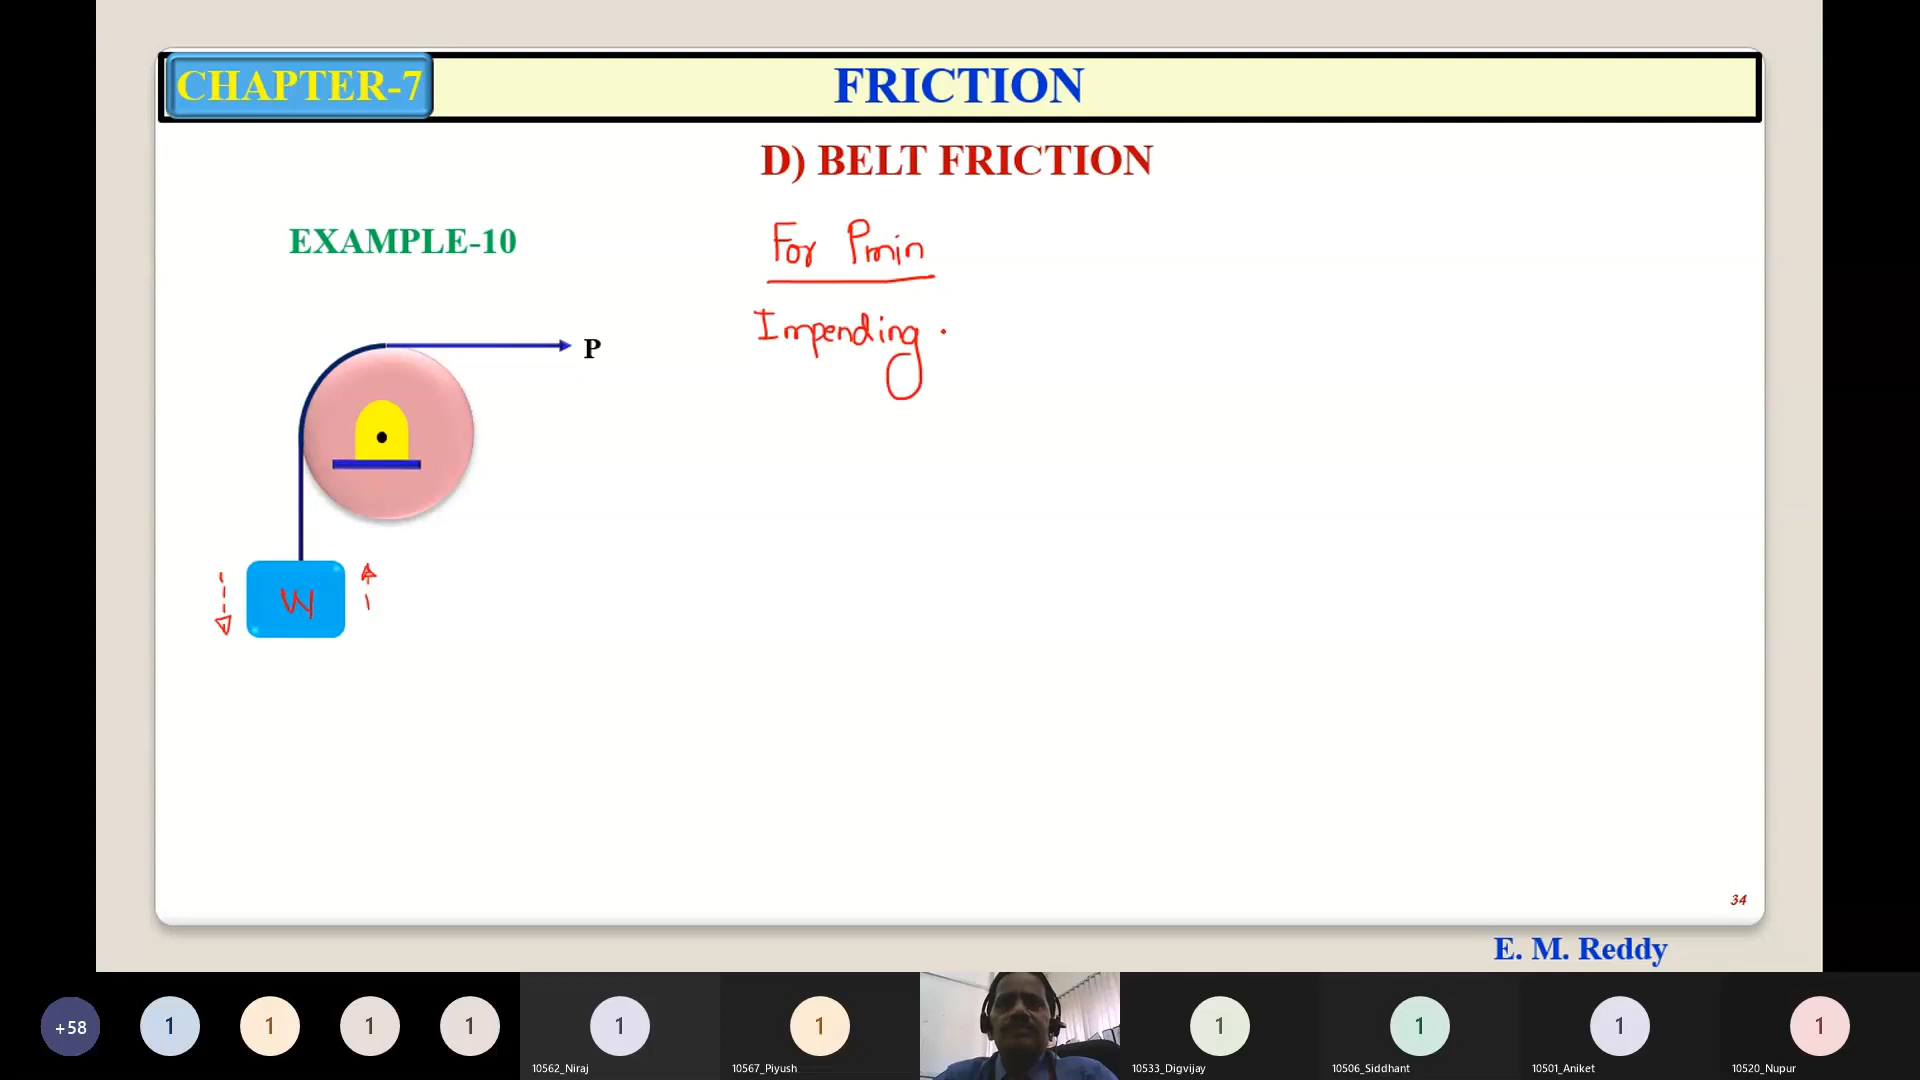 CHAPTER-7
FRICTION
D) BELT FRICTION
EXAMPLE-10
For Pmin
Impending
P
W
34
E. M. Reddy
+58
1
1
1
1
1
1
1
1
1
1
10562_Niraj
10567_Piyush
10533_Digvijay
10506_Siddhant
10501_Aniket
10520_Nupur